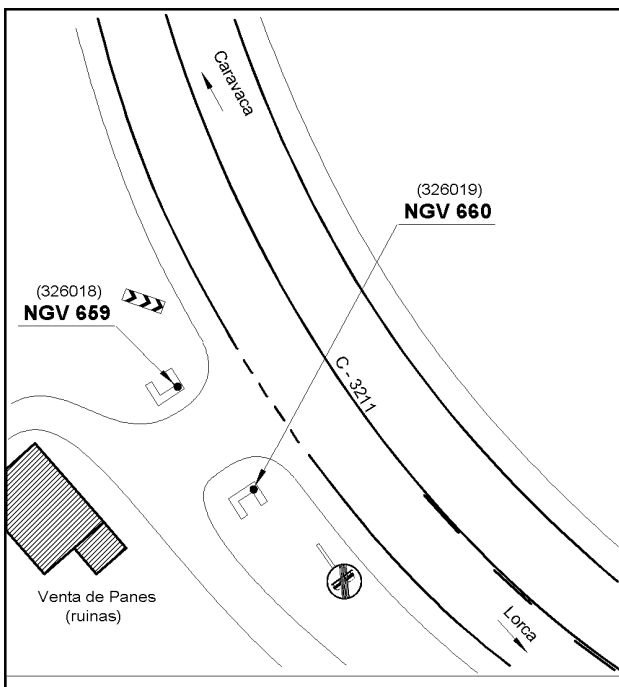 Caravaca
(326019)
NGV 660
(326018)
NGV 659
C - 3211
Venta de Panes
(ruinas)
Lorca